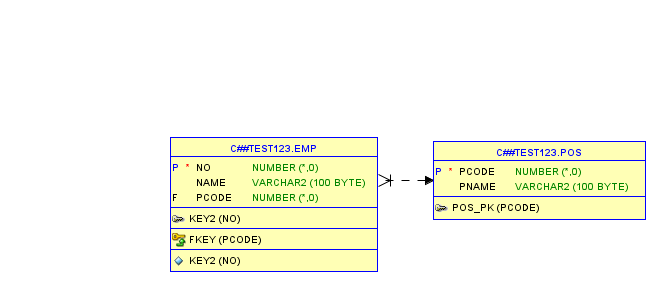 C##TEST123.EMP
P * NO NUMBER (*,0)
NAME VARCHAR2 (100 BYTE)
F PCODE NUMBER (*,0)
KEY2 (NO)
FKEY (PCODE)
KEY2 (NO)
C##TEST123.POS
P * PCODE NUMBER (*,0)
PNAME VARCHAR2 (100 BYTE)
POS_PK (PCODE)